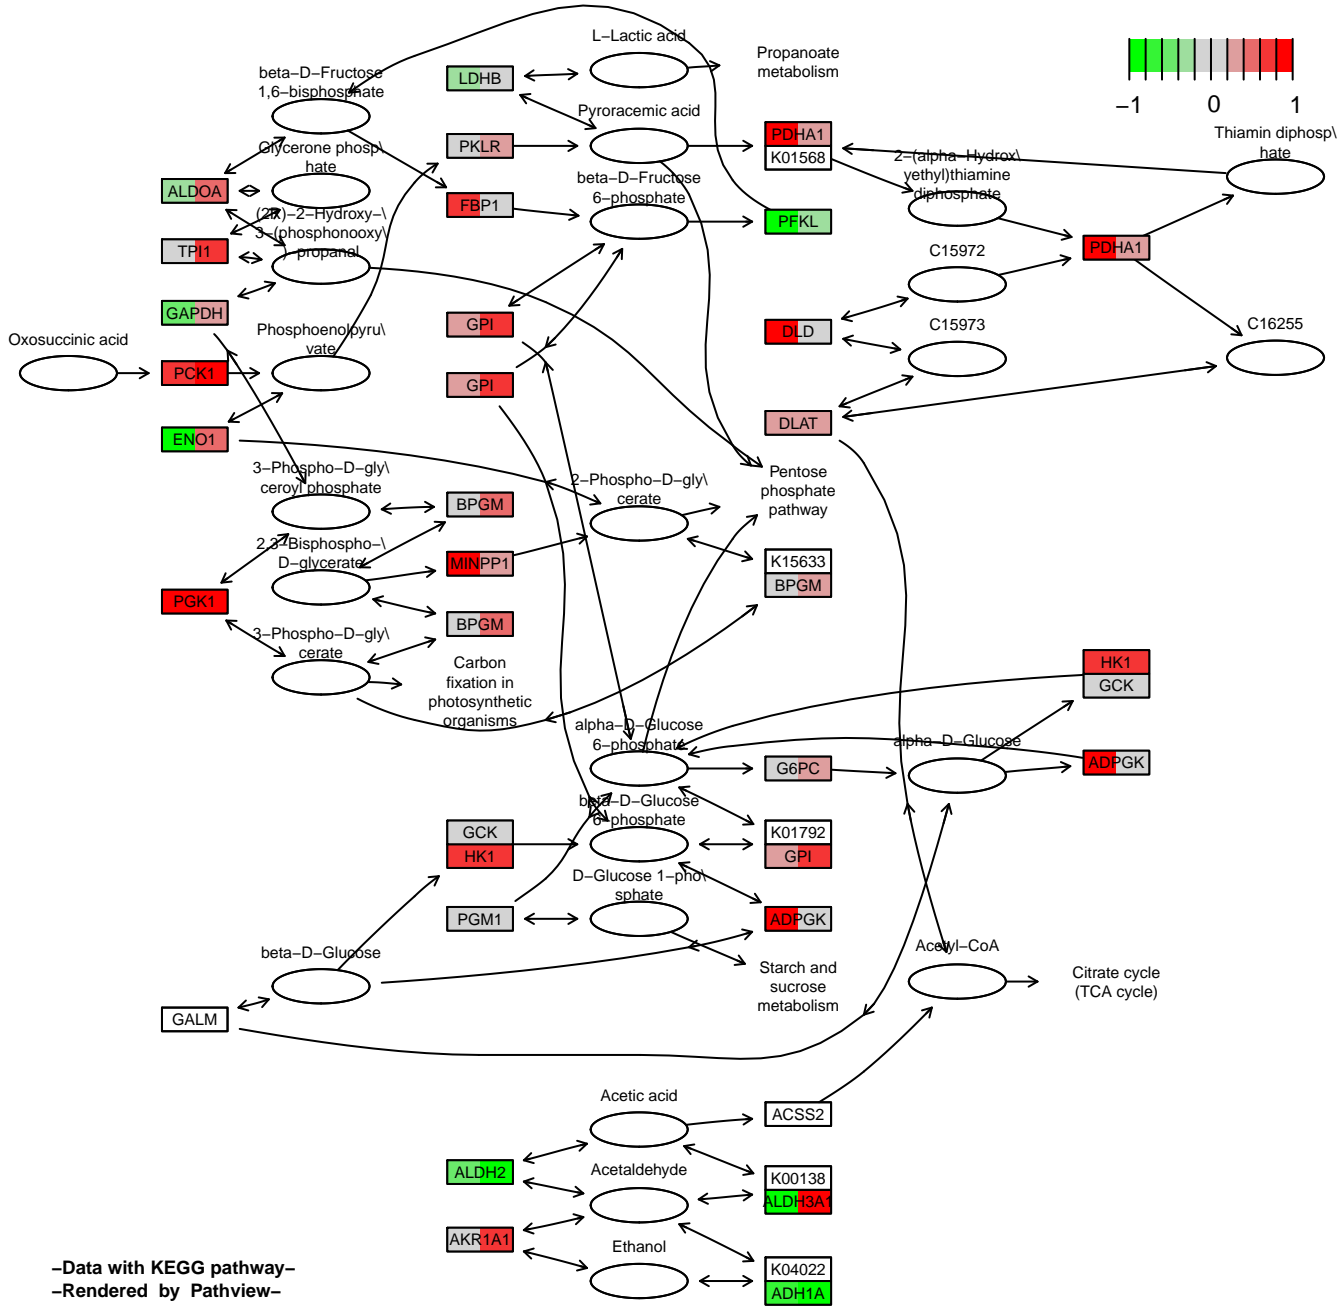 L−Lactic acid
Propanoate
metabolism
−1
0
1
beta−D−Fructose
1,6−bisphosphate
LDHB
Pyroracemic acid
Thiamin diphosp\
hate
Glycerone phosp\
hate
PKLR
PDHA1
K01568
2−(alpha−Hydrox\
yethyl)thiamine
diphosphate
ALDOA
beta−D−Fructose
6−phosphate
FBP1
PFKL
−2−Hydroxy−\
3−(phosphonooxy\
) propanal
TPI1
PDHA1
C15972
GAPDH
GPI
DLD
C15973
C16255
Oxosuccinic acid
Phosphoenolpyru\
vate
PCK1
GPI
DLAT
ENO1
3−Phospho−D−gly\
ceroyl phosphate
2−Phospho−D−gly\
cerate
Pentose
phosphate
pathway
BPGM
2,3−Bisphospho−\
D−glycerate
MINPP1
K15633
BPGM
PGK1
BPGM
3−Phospho−D−gly\
cerate
Carbon
fixation in
photosynthetic
organisms
HK1
GCK
alpha−D−Glucose
6−phosphate
alpha−D−Glucose
G6PC
ADPGK
beta−D−Glucose
6−phosphate
GCK
HK1
K01792
GPI
D−Glucose 1−pho\
sphate
PGM1
ADPGK
beta−D−Glucose
Acetyl−CoA
Starch and
sucrose
metabolism
Citrate cycle
(TCA cycle)
GALM
Acetic acid
ACSS2
ALDH2
Acetaldehyde
K00138
ALDH3A1
AKR1A1
Ethanol
K04022
ADH1A
−Data with KEGG pathway−
−Rendered by Pathview−